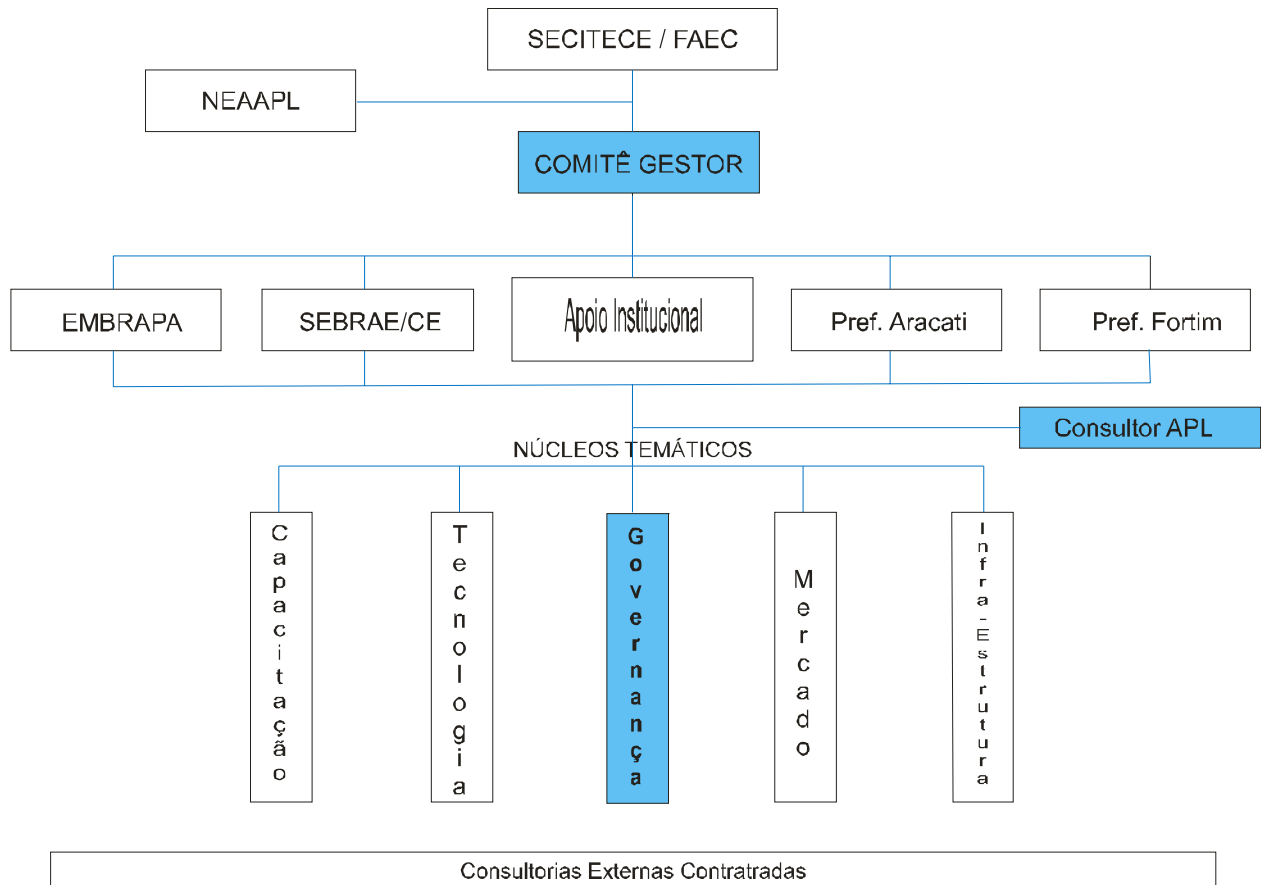 SECITECE / FAEC
NEAAPL
COMITÊ GESTOR
EMBRAPA
SEBRAE/CE
Apoio Institucional
Pref. Aracati
Pref. Fortim
Consultor APL
NÚCLEOS TEMÁTICOS
Capacitação
Tecnologia
Governança
Mercado
Infra-Estrutura
Consultorias Externas Contratradas